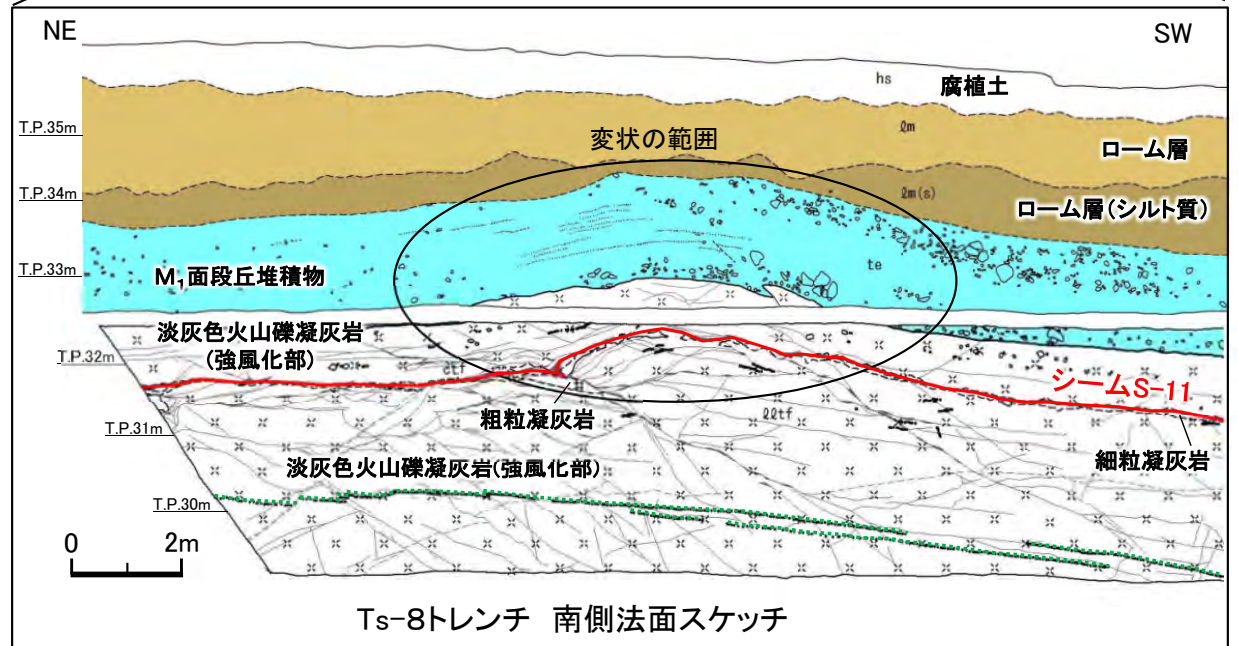 NE
SW
hs
腐植土
T.P.35m
ℓm
変状の範囲
ローム層
T.P.34m
ℓm(s)
ローム層(シルト質)
te
T.P.33m
M₁面段丘堆積物
淡灰色火山礫凝灰岩
(強風化部)
T.P.32m
ctf
シームS-11
粗粒凝灰岩
ℓℓtf
T.P.31m
細粒凝灰岩
淡灰色火山礫凝灰岩(強風化部)
T.P.30m
0 2m
Ts-8トレンチ 南側法面スケッチ